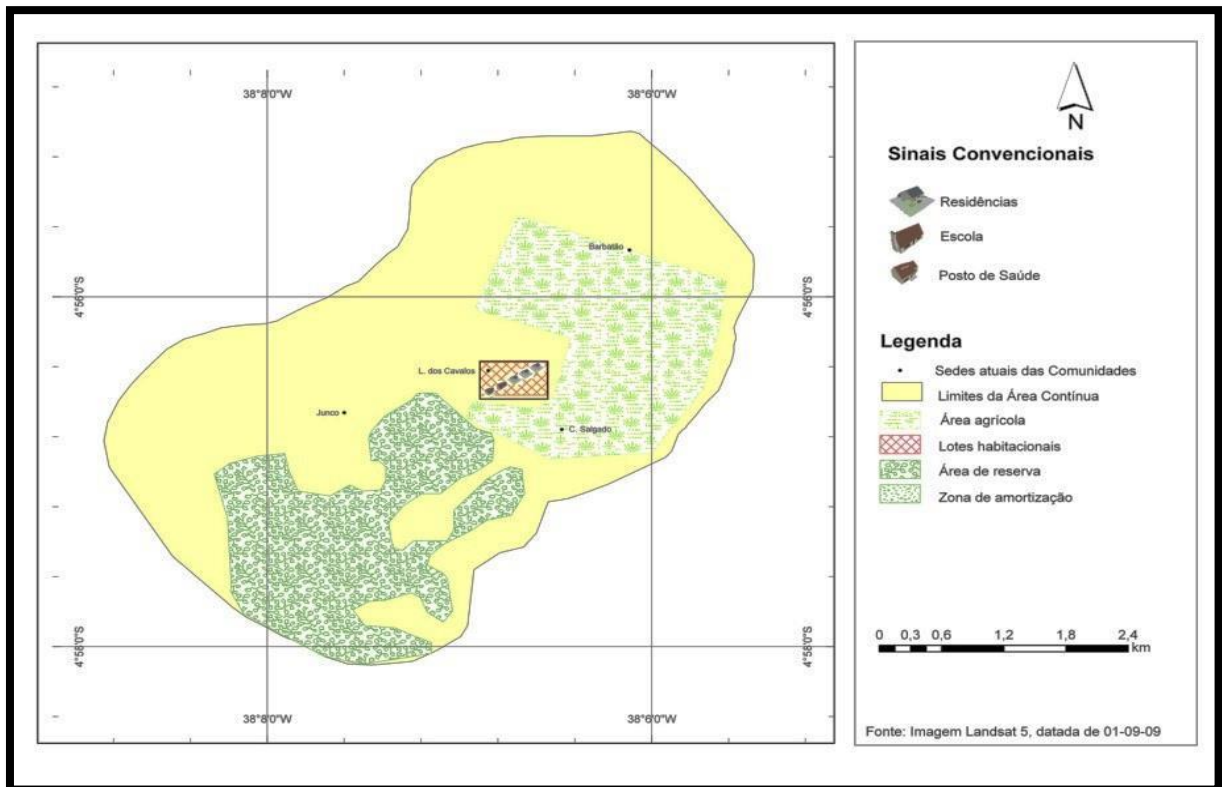 38°8'0"W
38°6'0"W
4°56'0"S
4°56'0"S
Barbatão
L. dos Cavalos
Junco
C. Salgado
4°58'0"S
4°58'0"S
38°8'0"W
38°6'0"W
N
Sinais Convencionais
Residências
Escola
Posto de Saúde
Legenda
Sedes atuais das Comunidades
Limites da Área Contínua
Área agrícola
Lotes habitacionais
Área de reserva
Zona de amortização
0 0,3 0,6 1,2 1,8 2,4
km
Fonte: Imagem Landsat 5, datada de 01-09-09